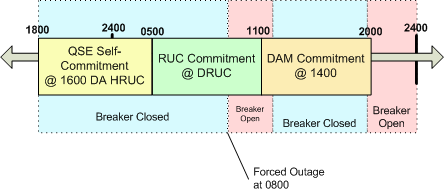 1800
2400
0500
1100
2000
2400
QSE Self-
Commitment
@ 1600 DA HRUC
RUC Commitment
@ DRUC
DAM Commitment
@ 1400
Breaker Closed
Breaker
Open
Breaker Closed
Breaker
Open
Forced Outage
at 0800